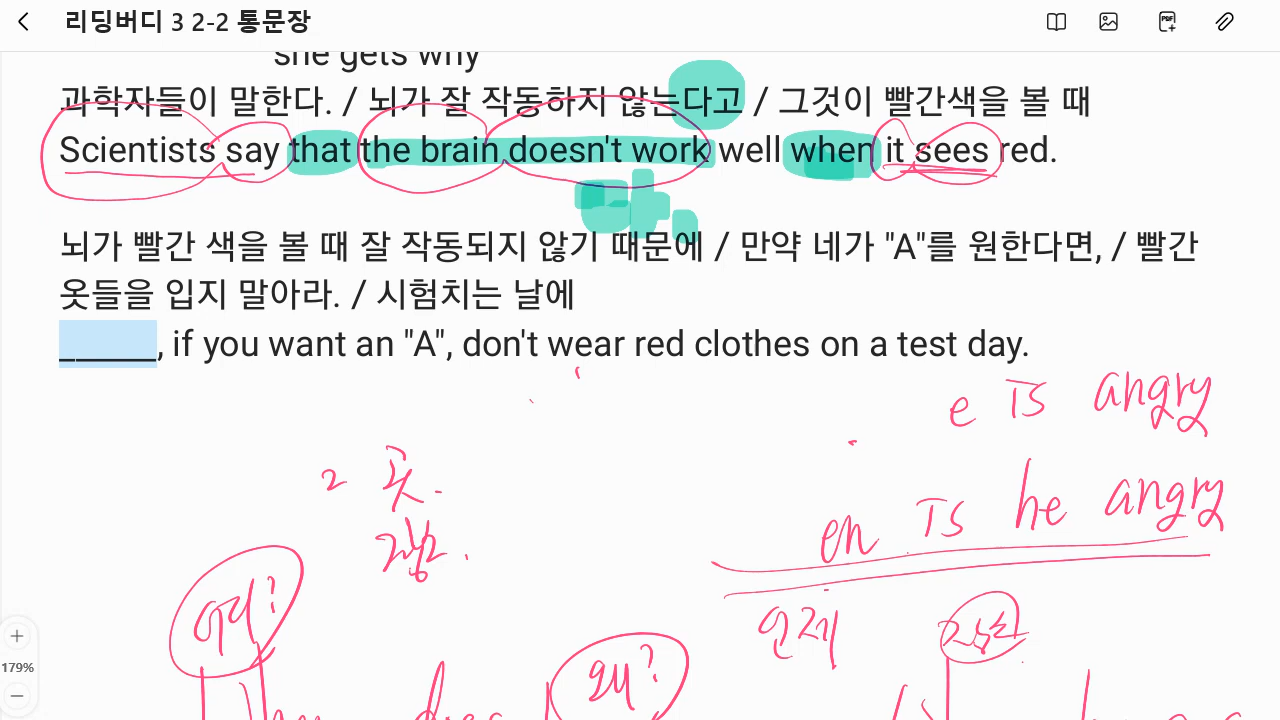 리딩버디 3 2-2 통문장
she gets why
과학자들이 말한다. / 뇌가 잘 작동하지 않는다고 / 그것이 빨간색을 볼 때
Scientists say that the brain doesn't work well when it sees red.
뇌가 빨간 색을 볼 때 잘 작동되지 않기 때문에 / 만약 네가 "A"를 원한다면, / 빨간
옷들을 입지 말아라. / 시험치는 날에
______, if you want an "A", don't wear red clothes on a test day.
e is angry
2 곳.
en is he angry
어디?
언제
왜?
179%